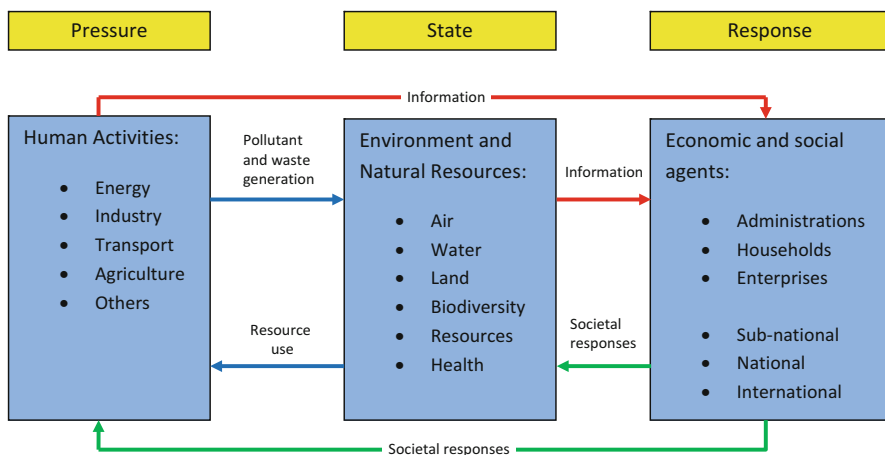 Pressure
State
Response
Information
Human Activities:
• Energy
• Industry
• Transport
• Agriculture
• Others
Pollutant
and waste
generation
Resource
use
Environment and
Natural Resources:
• Air
• Water
• Land
• Biodiversity
• Resources
• Health
Information
Societal
responses
Economic and social
agents:
• Administrations
• Households
• Enterprises
• Sub-national
• National
• International
Societal responses